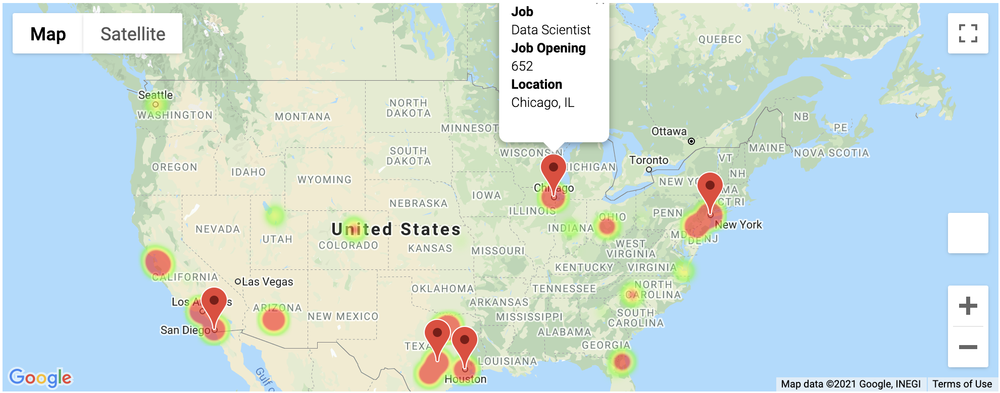 Map
Satellite
Job
Data Scientist
Job Opening
652
Location
Chicago, IL
QUEBEC
Seattle
WASHINGTON
MONTANA
NORTH
DAKOTA
MINNESOT
NB
PE
Ottawa
SOUTH
DAKOTA
WISCONSIN
MAINE
NOVA SCOTIA
VT
Toronto
OREGON
IDAHO
WYOMING
ICHIGAN
NH
NEW YO
Chicago
IOWA
MA
CT RI
NEBRASKA
ILLINOIS
OHIO
PENN
NEVADA
United States
INDIANA
New York
UTAH
COLORADO
KANSAS
MISSOURI
MD
DE
NJ
WEST
VIRGINIA
KENTUCKY
VIRGINIA
CALIFORNIA
Las Vegas
OKLAHOMA
TENNESSEE
NORTH
CAROLINA
Los A s
ARIZONA
NEW MEXICO
ARKANSAS
MISSISSIPPI
SOUTH
CAROLINA
San Diego
ALABAMA
TEXA
GEORGIA
LOUISIANA
Houston
Gulf o
Google
Map data ©2021 Google, INEGI
Terms of Use